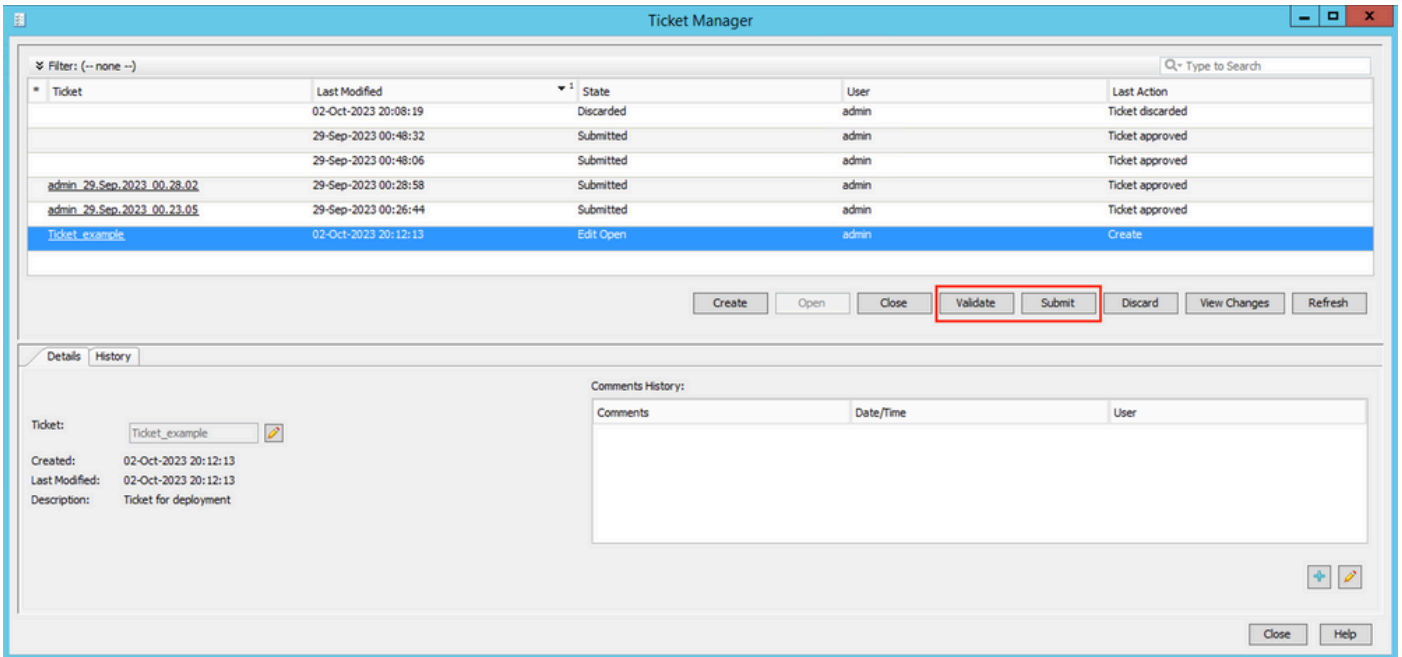 Ticket Manager
Filter: (-- none --)
Type to Search
* Ticket Last Modified 1 State User Last Action
02-Oct-2023 20:08:19 Discarded admin Ticket discarded
29-Sep-2023 00:48:32 Submitted admin Ticket approved
29-Sep-2023 00:48:06 Submitted admin Ticket approved
admin_29.Sep.2023_00.28.02 29-Sep-2023 00:28:58 Submitted admin Ticket approved
admin_29.Sep.2023_00.23.05 29-Sep-2023 00:26:44 Submitted admin Ticket approved
Ticket_example 02-Oct-2023 20:12:13 Edit Open admin Create
Create Open Close Validate Submit Discard View Changes Refresh
Details History
Comments History:
Comments Date/Time User
Ticket: Ticket_example
Created: 02-Oct-2023 20:12:13
Last Modified: 02-Oct-2023 20:12:13
Description: Ticket for deployment
Close Help